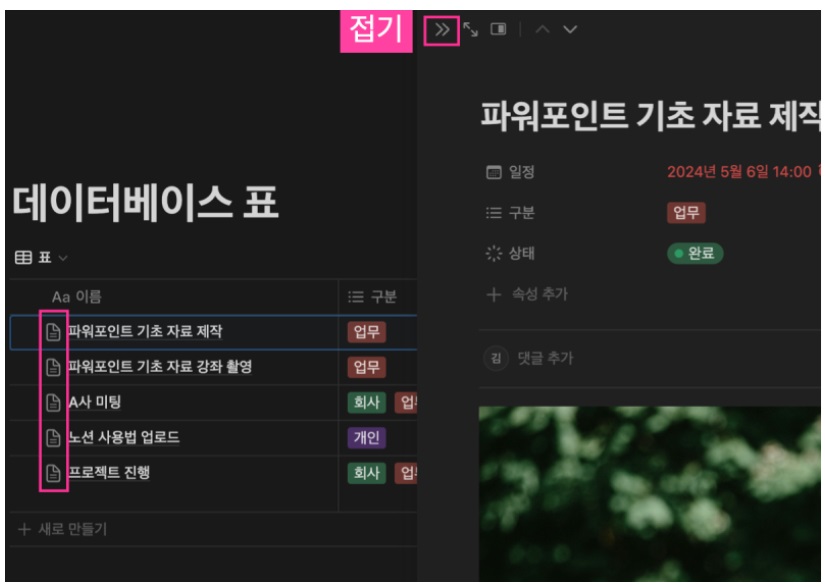 접기
데이터베이스 표
표
Aa 이름
구분
파워포인트 기초 자료 제작
업무
파워포인트 기초 자료 강좌 촬영
업무
A사 미팅
회사
노션 사용법 업로드
개인
프로젝트 진행
회사
+ 새로 만들기
파워포인트 기초 자료 제작
일정
2024년 5월 6일 14:00
구분
업무
상태
완료
+ 속성 추가
김 댓글 추가